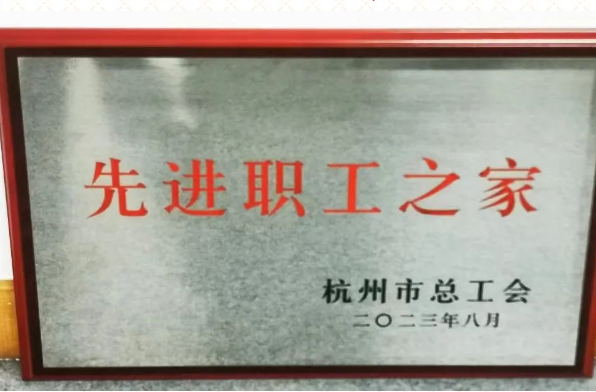 先进职工之家
杭州市总工会
二〇二三年八月